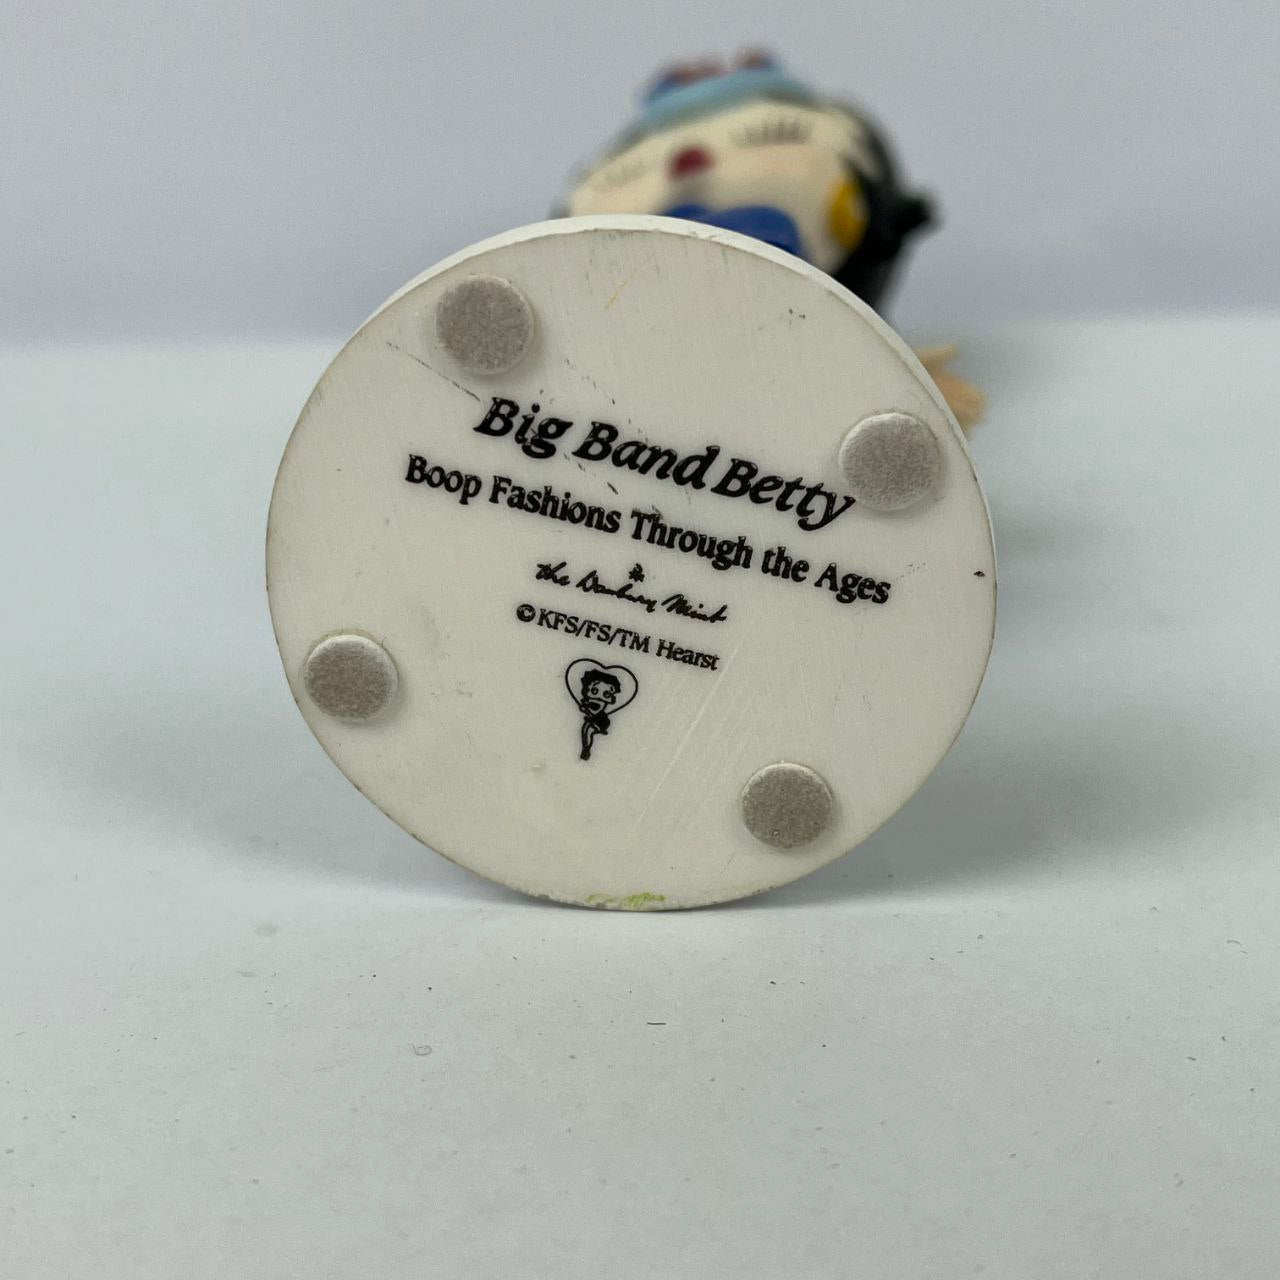 Big Band Betty
Boop Fashions Through the Ages
the Danbury Mint
©KFS/FS/TM Hearst